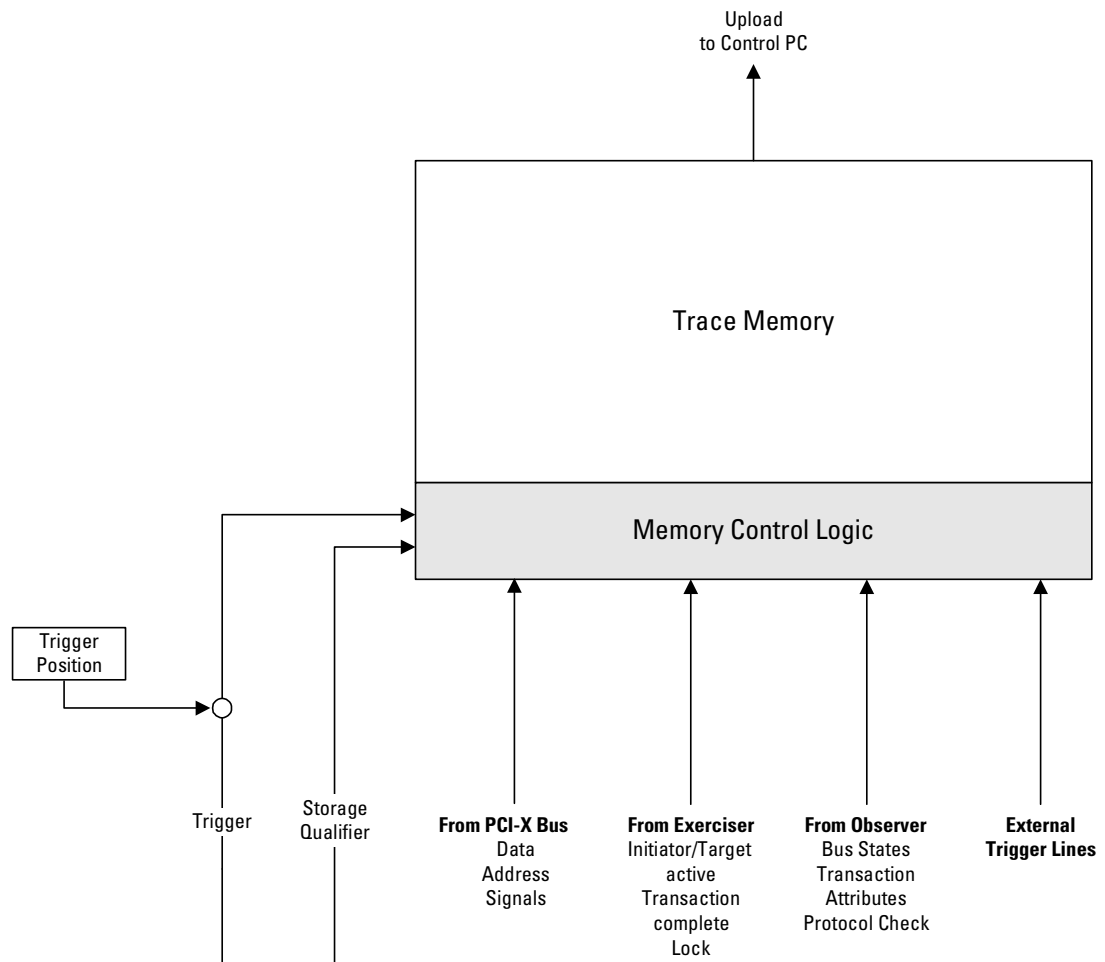 Upload
to Control PC
Trace Memory
Memory Control Logic
Trigger
Position
Trigger
Storage
Qualifier
From PCI-X Bus
Data
Address
Signals
From Exerciser
Initiator/Target
active
Transaction
complete
Lock
From Observer
Bus States
Transaction
Attributes
Protocol Check
External
Trigger Lines